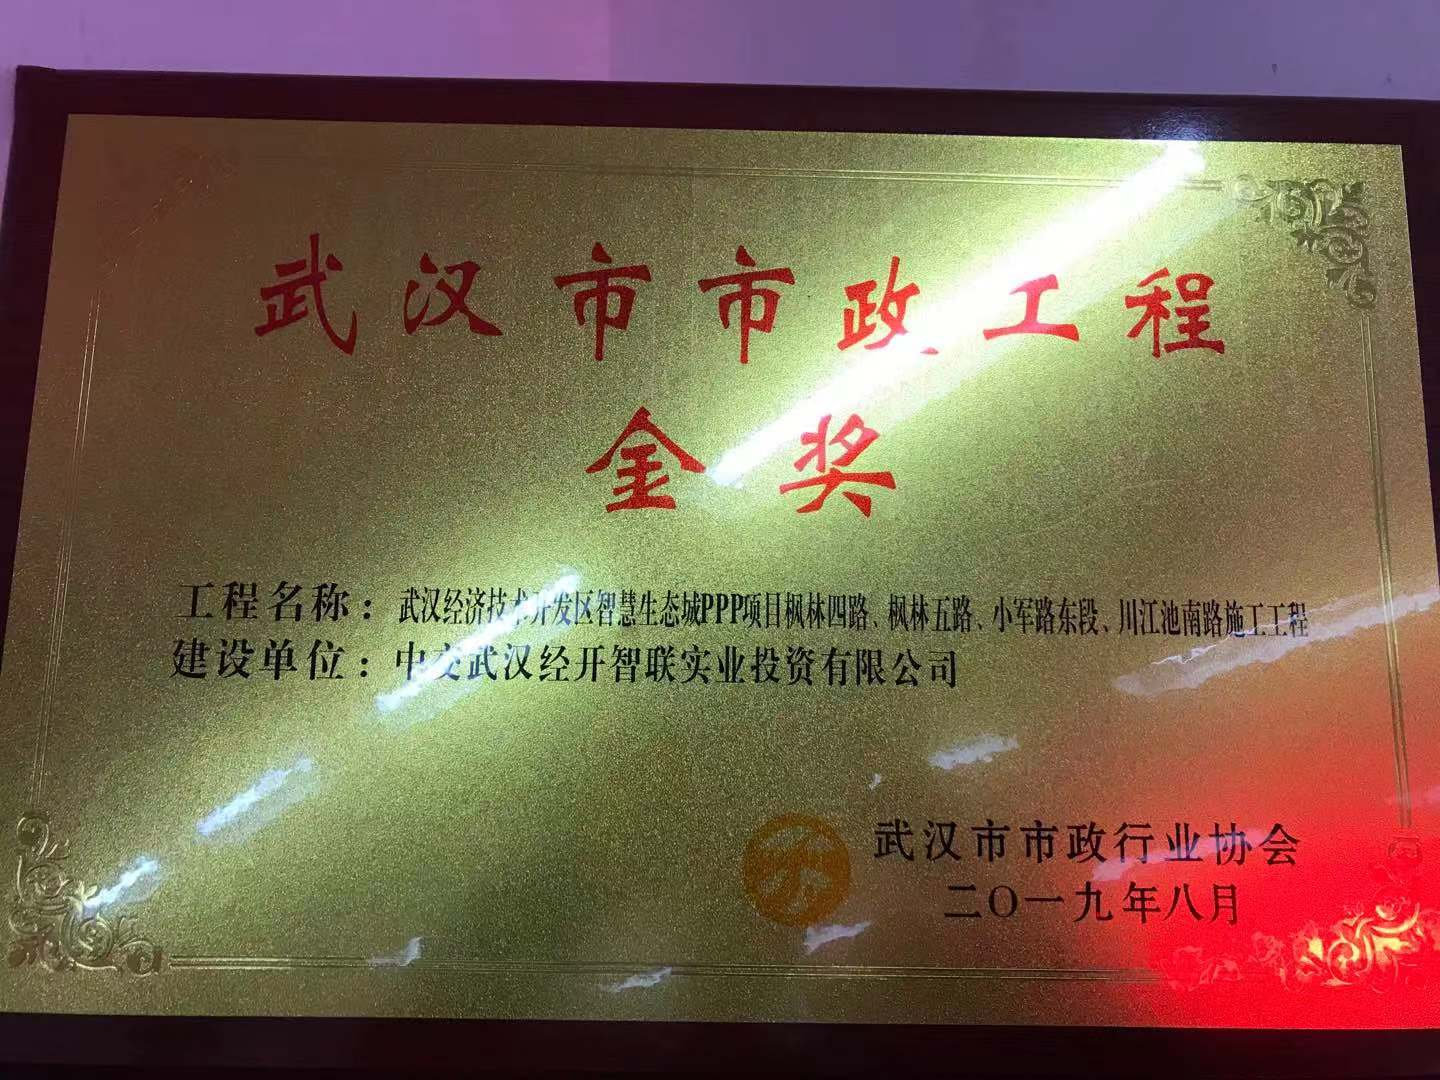 武汉市市政工程
金奖
工程名称：武汉经济技术开发区智慧生态城PPP项目枫林四路、枫林五路、小军路东段、川江池南路施工工程
建设单位：中交武汉经开智联实业投资有限公司
武汉市市政行业协会
二〇一九年八月